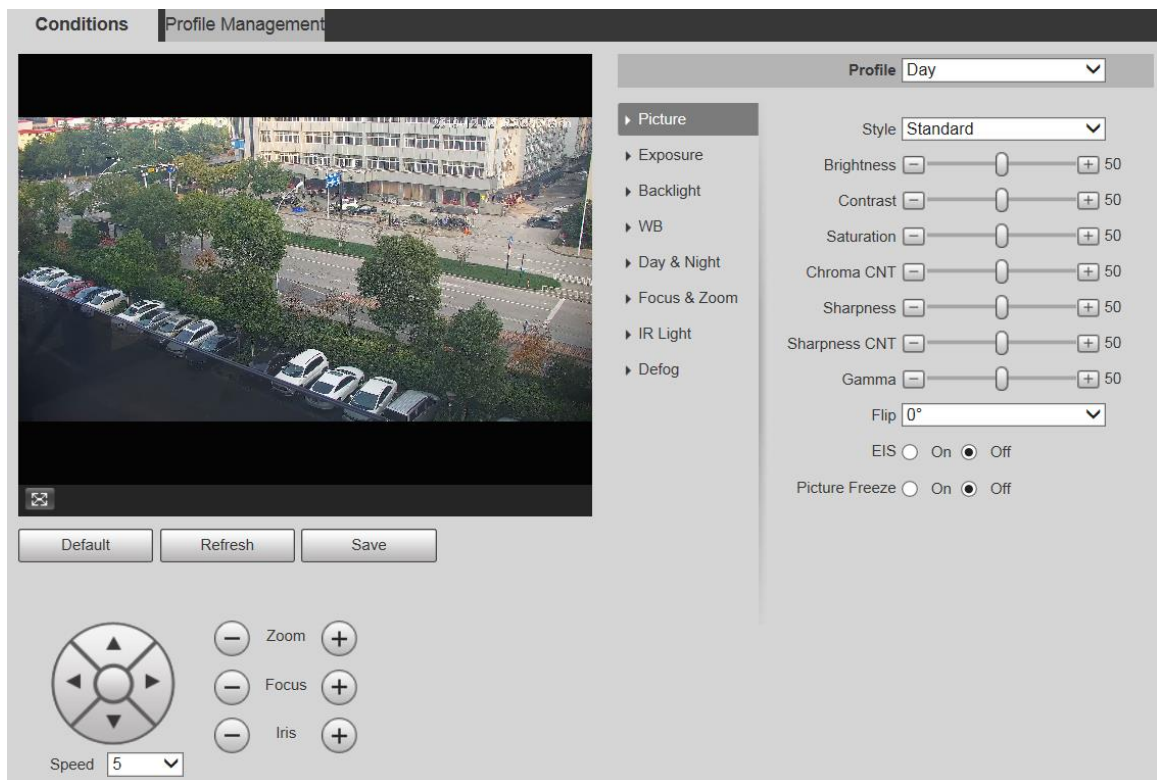 Conditions
Profile Management
Profile Day
Picture
Exposure
Backlight
WB
Day & Night
Focus & Zoom
IR Light
Defog
Style Standard
Brightness 50
Contrast 50
Saturation 50
Chroma CNT 50
Sharpness 50
Sharpness CNT 50
Gamma 50
Flip 0°
EIS On Off
Picture Freeze On Off
Default Refresh Save
Zoom
Focus
Iris
Speed 5